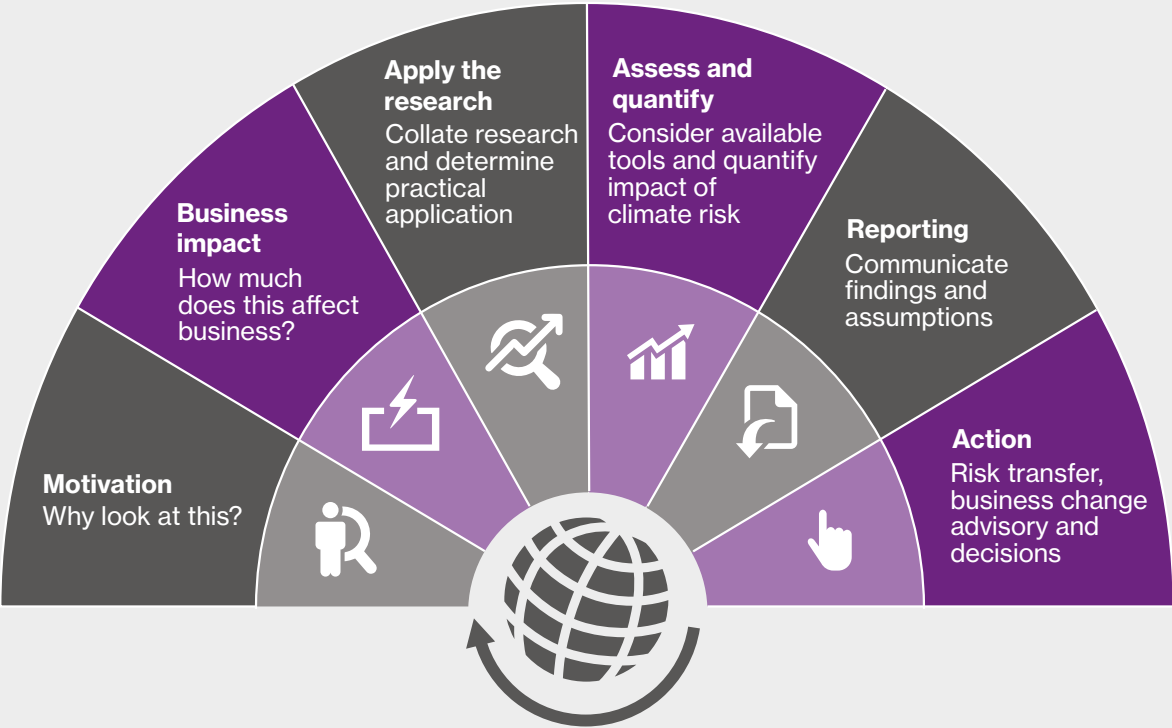 Motivation
Why look at this?
Business
impact
How much
does this affect
business?
Apply the
research
Collate research
and determine
practical
application
Assess and
quantify
Consider available
tools and quantify
impact of
climate risk
Reporting
Communicate
findings and
assumptions
Action
Risk transfer,
business change
advisory and
decisions